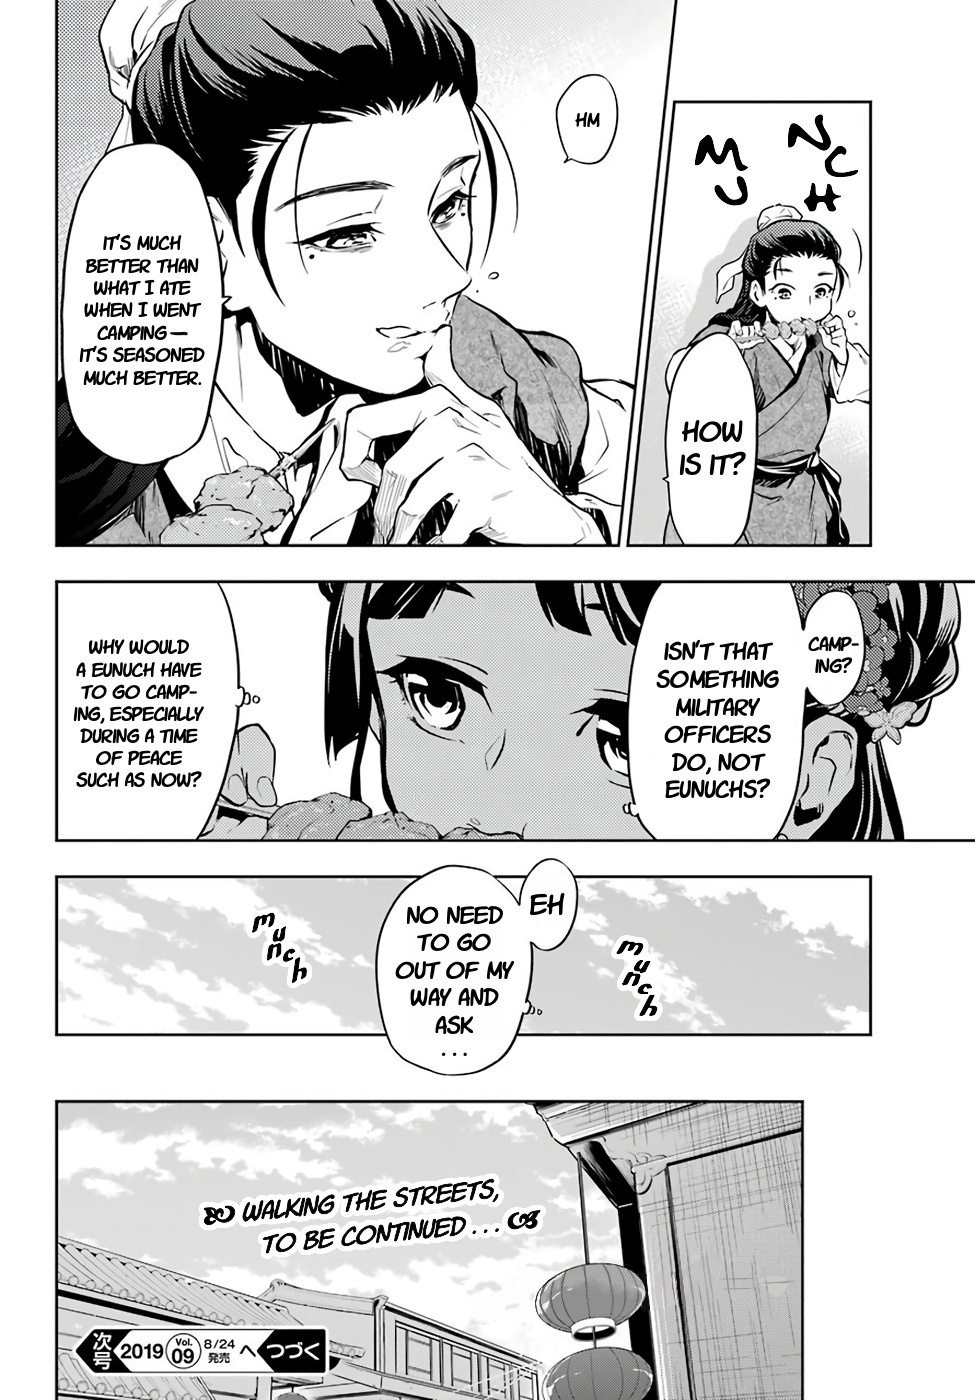 MUNCH
HOW
IS IT?
HM
IT'S MUCH
BETTER THAN
WHAT I ATE
WHEN I WENT
CAMPING—
IT'S SEASONED
MUCH BETTER.
CAMP-
ING?
ISN'T THAT
SOMETHING
MILITARY
OFFICERS
DO, NOT
EUNUCHS?
WHY WOULD
A EUNUCH HAVE
TO GO CAMP-
ING, ESPECIALLY
DURING A TIME
OF PEACE
SUCH AS NOW?
munch
EH
NO NEED
TO GO
OUT OF MY
WAY AND
ASK
...
munch
WALKING THE STREETS,
TO BE CONTINUED...
次号 2019 Vol. 09 8/24 発売 へ つづく